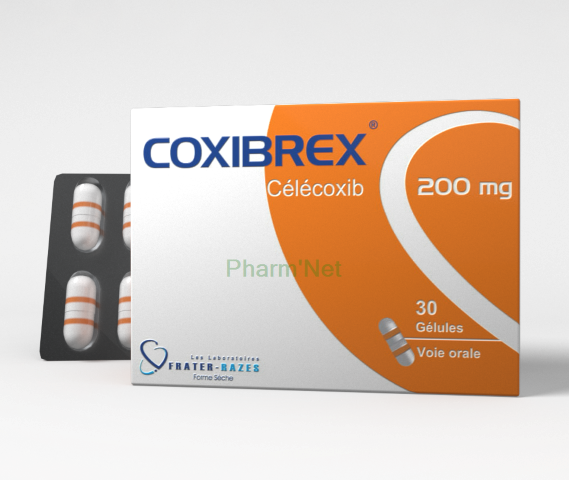 COXIBREX®
Célécoxib
200 mg
Pharm'Net
30
Gélules
Voie orale
Les Laboratoires
FRATER-RAZES
Forme Sèche